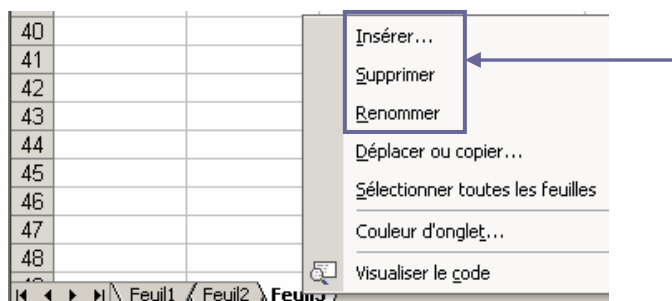 40
41
42
43
44
45
46
47
48
Insérer...
Supprimer
Renommer
Déplacer ou copier...
Sélectionner toutes les feuilles
Couleur d'onglet...
Visualiser le code
Feuil1 / Feuil2